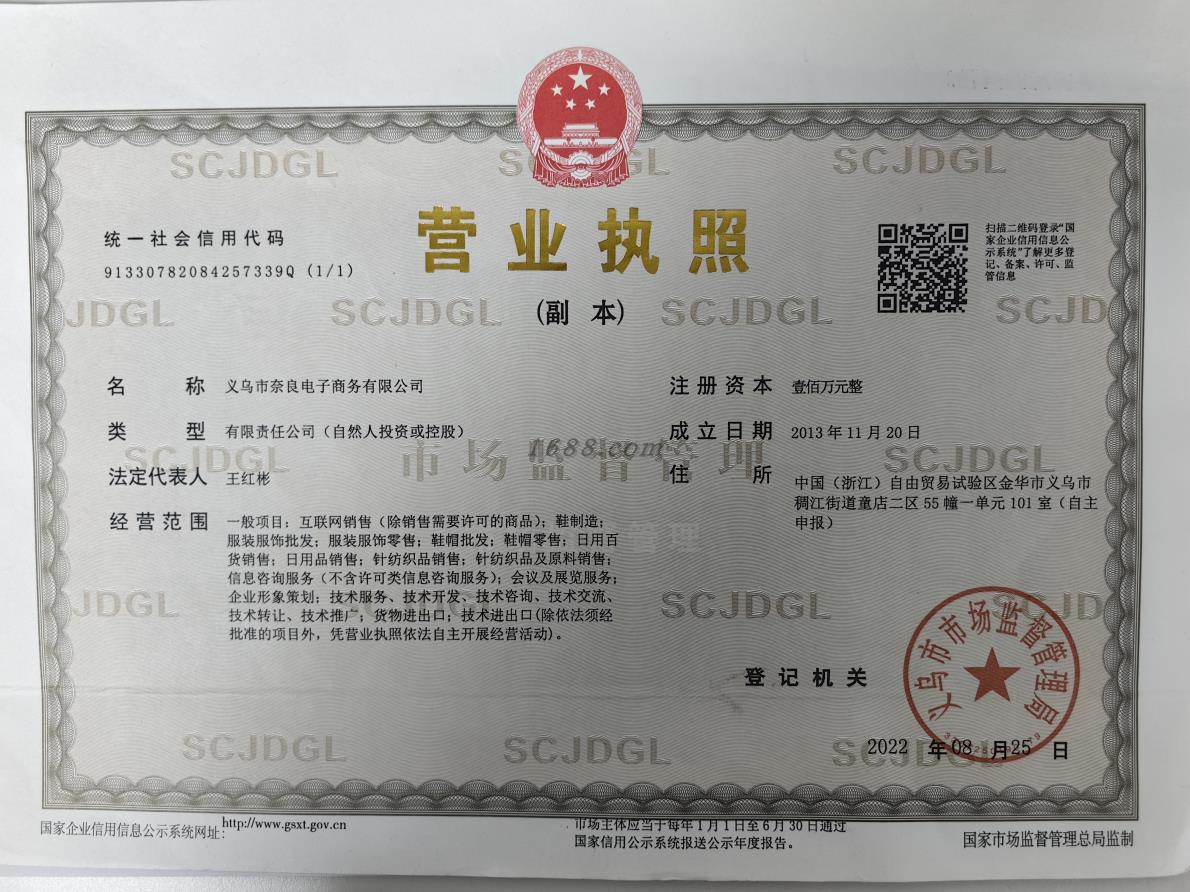 营业执照
(副 本)
统一社会信用代码
91330782084257339Q (1/1)
扫描二维码登录“国
家企业信用信息公
示系统”了解更多登
记、备案、许可、监
管信息
名 称 义乌市奈良电子商务有限公司
类 型 有限责任公司（自然人投资或控股）
法定代表人 王红彬
经营范围 一般项目：互联网销售（除销售需要许可的商品）；鞋制造；
服装服饰批发；服装服饰零售；鞋帽批发；鞋帽零售；日用百
货销售；日用品销售；针纺织品销售；针纺织品及原料销售；
信息咨询服务（不含许可类信息咨询服务）；会议及展览服务；
企业形象策划；技术服务、技术开发、技术咨询、技术交流、
技术转让、技术推广；货物进出口；技术进出口(除依法须经
批准的项目外，凭营业执照依法自主开展经营活动)。
注册资本 壹佰万元整
成立日期 2013年11月20日
住 所 中国（浙江）自由贸易试验区金华市义乌市
稠江街道童店二区55幢一单元101室（自主
申报）
1688.com
市场监督管理
管理
SCJDGL
SCJDGL
SCJDGL
JDGL
SCJDGL
SCJDGL
SCJD
SCJDGL
SCJDGL
JDGL
SCJDGL
SCJD
SCJDGL
SCJDGL
SCJDGL
登记机关
义乌市市场监督管理局
2022 年08 月25 日
国家企业信用信息公示系统网址：http://www.gsxt.gov.cn
市场主体应当于每年1月1日至6月30日通过
国家信用公示系统报送公示年度报告。
国家市场监督管理总局监制